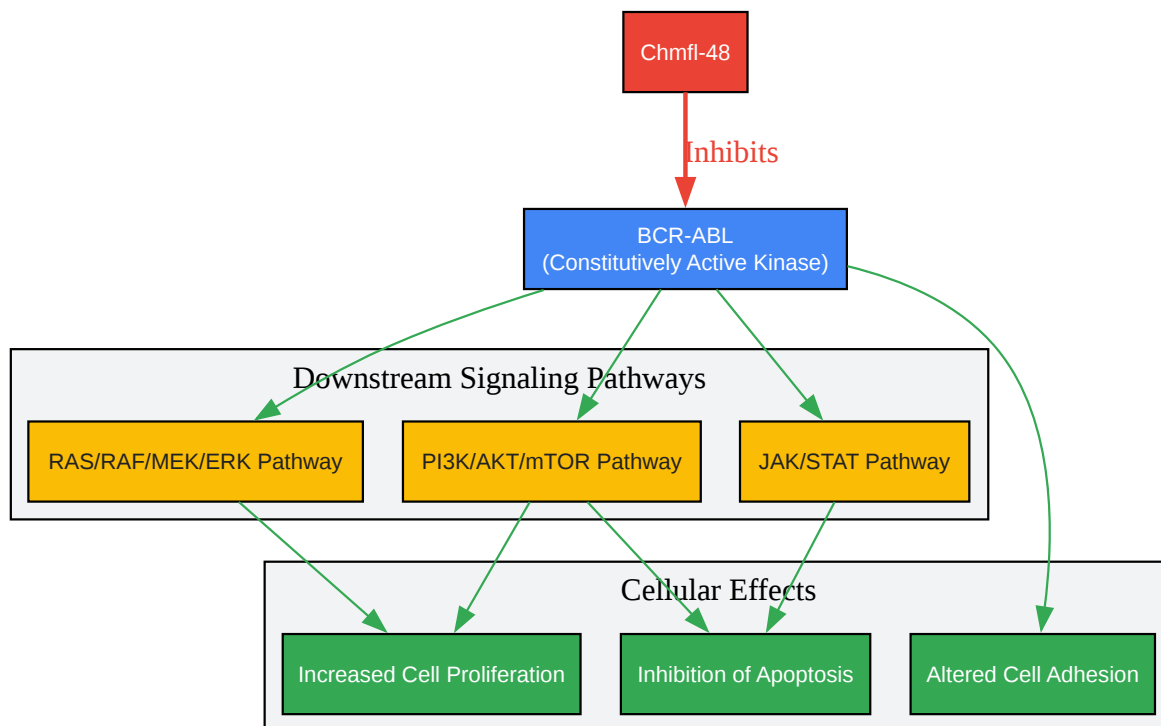 Chmfl-48
Inhibits
BCR-ABL
(Constitutively Active Kinase)
Downstream Signaling Pathways
RAS/RAF/MEK/ERK Pathway
PI3K/AKT/mTOR Pathway
JAK/STAT Pathway
Cellular Effects
Increased Cell Proliferation
Inhibition of Apoptosis
Altered Cell Adhesion